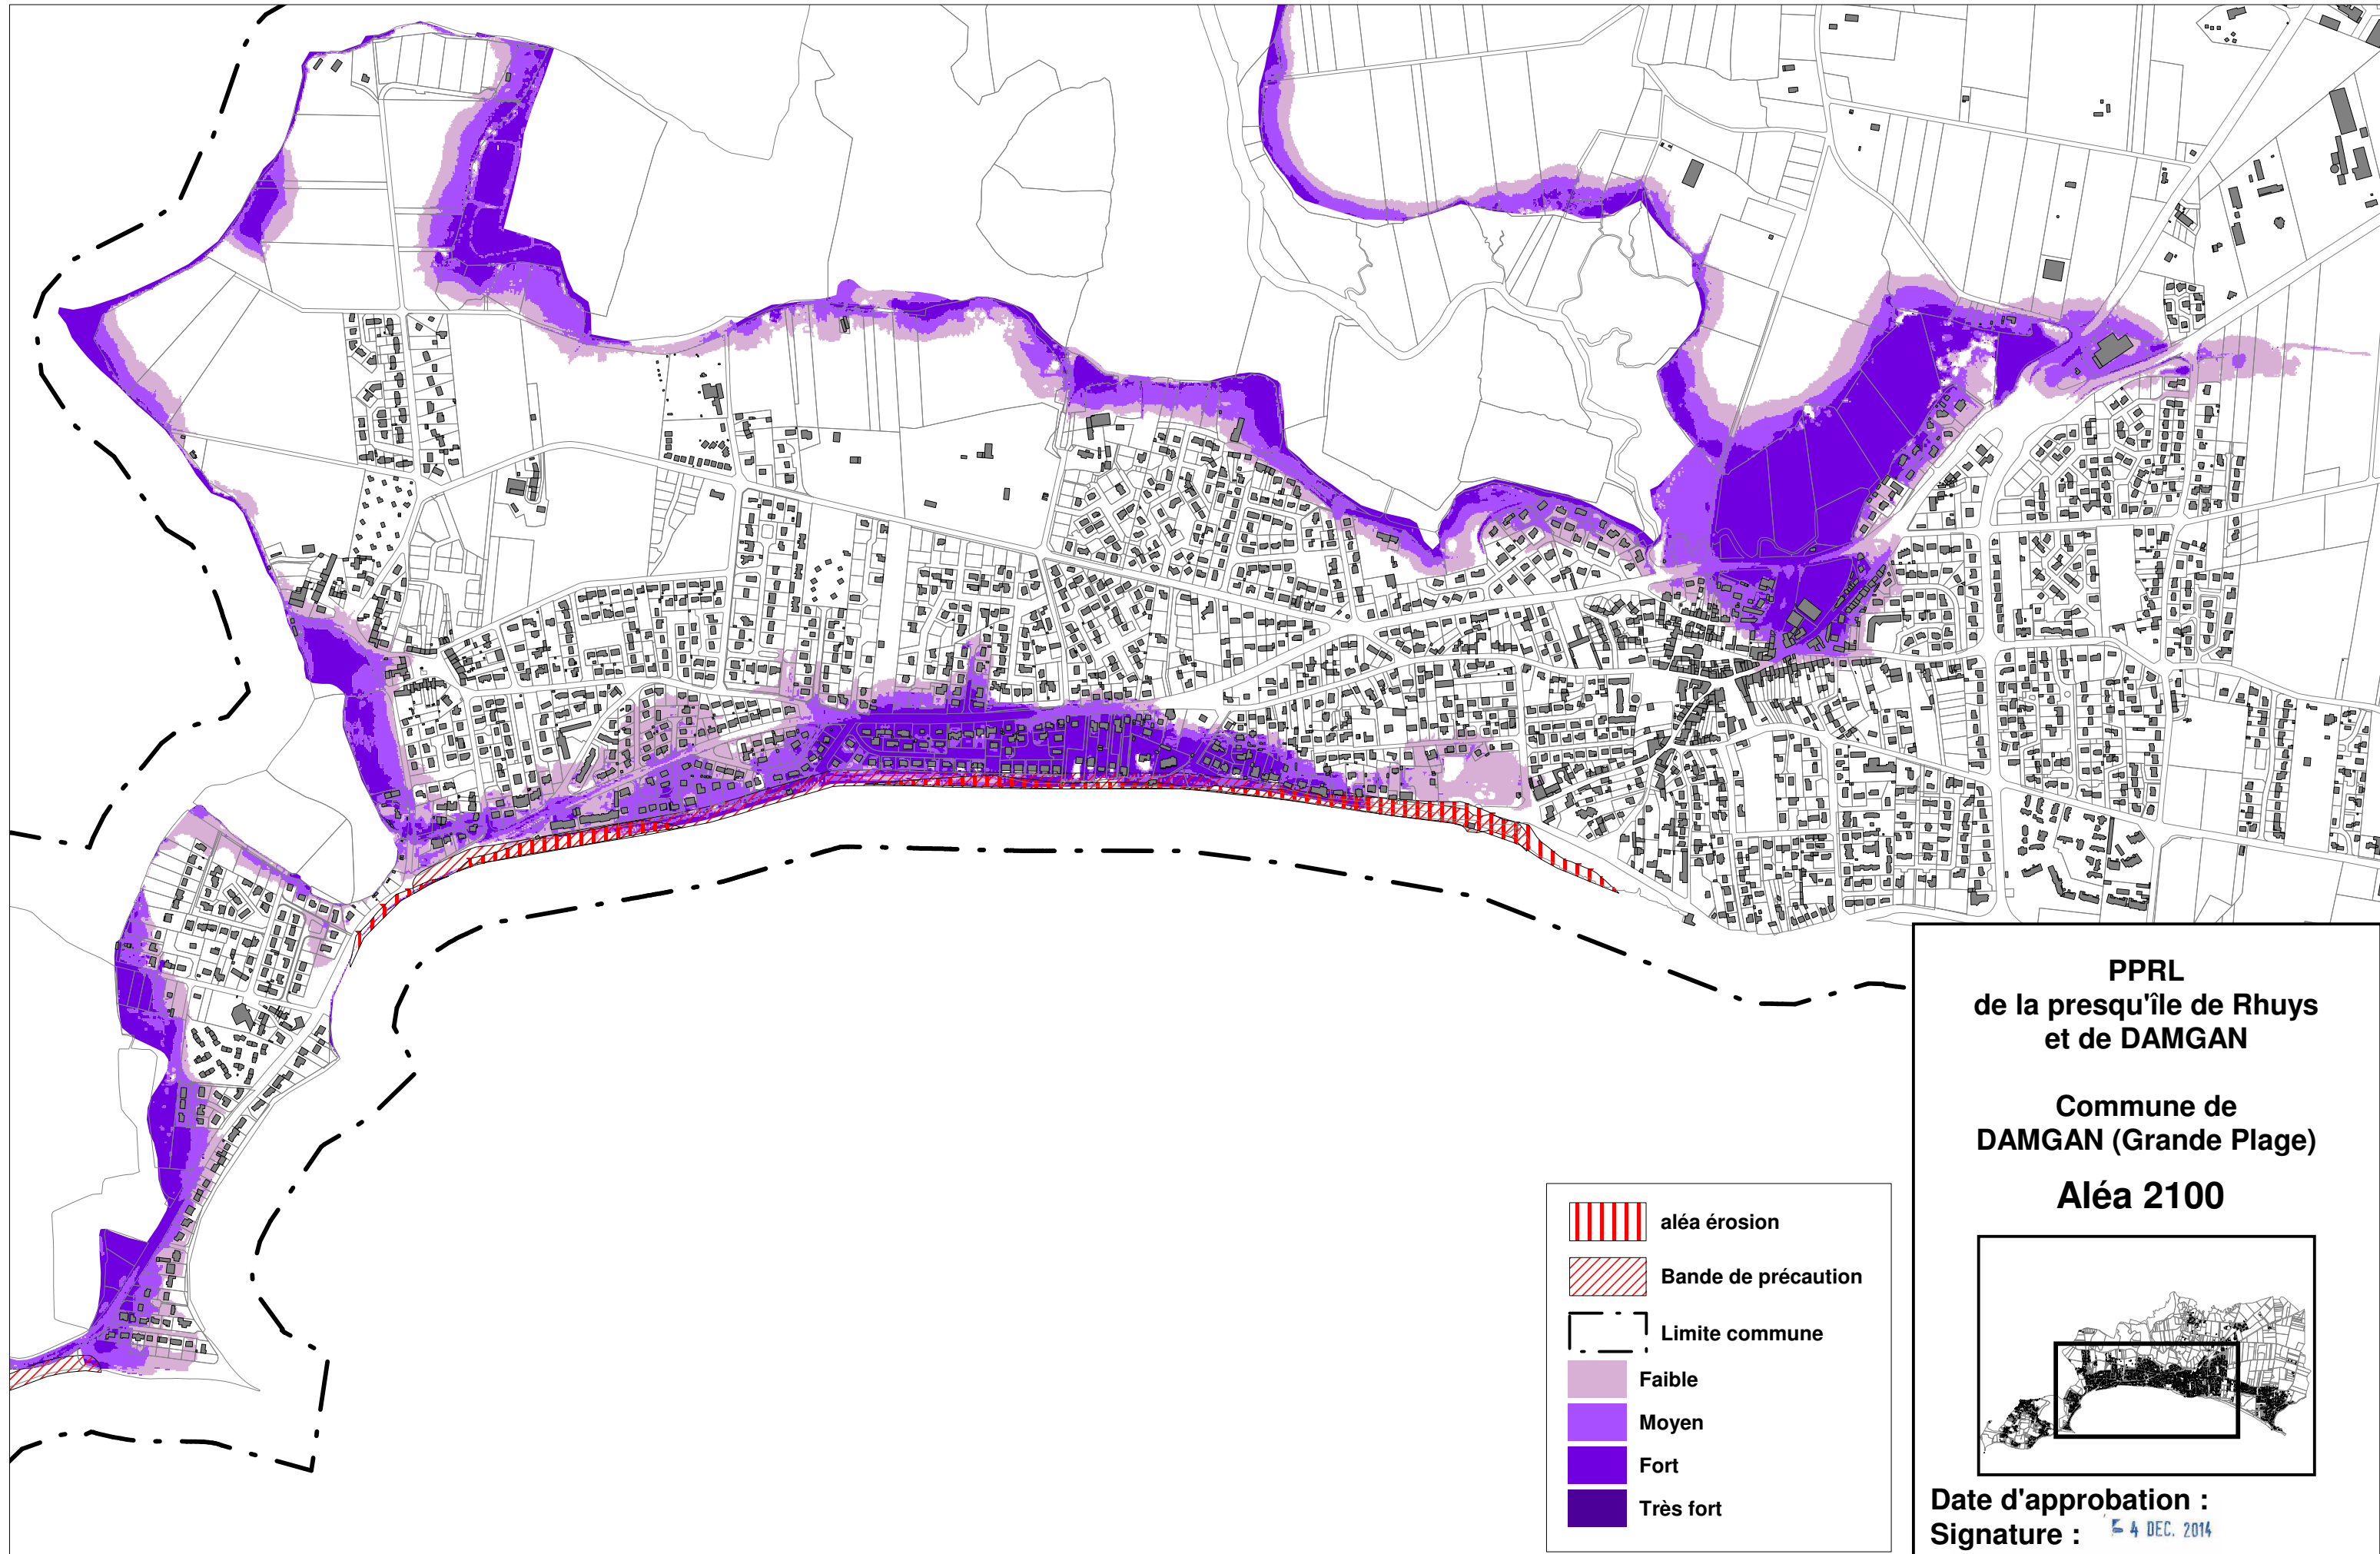 PPRL
de la presqu'île de Rhuys
et de DAMGAN
Commune de
DAMGAN (Grande Plage)
Aléa 2100
aléa érosion
Bande de précaution
Limite commune
Faible
Moyen
Fort
Très fort
Date d'approbation :
Signature :
4 DEC. 2014